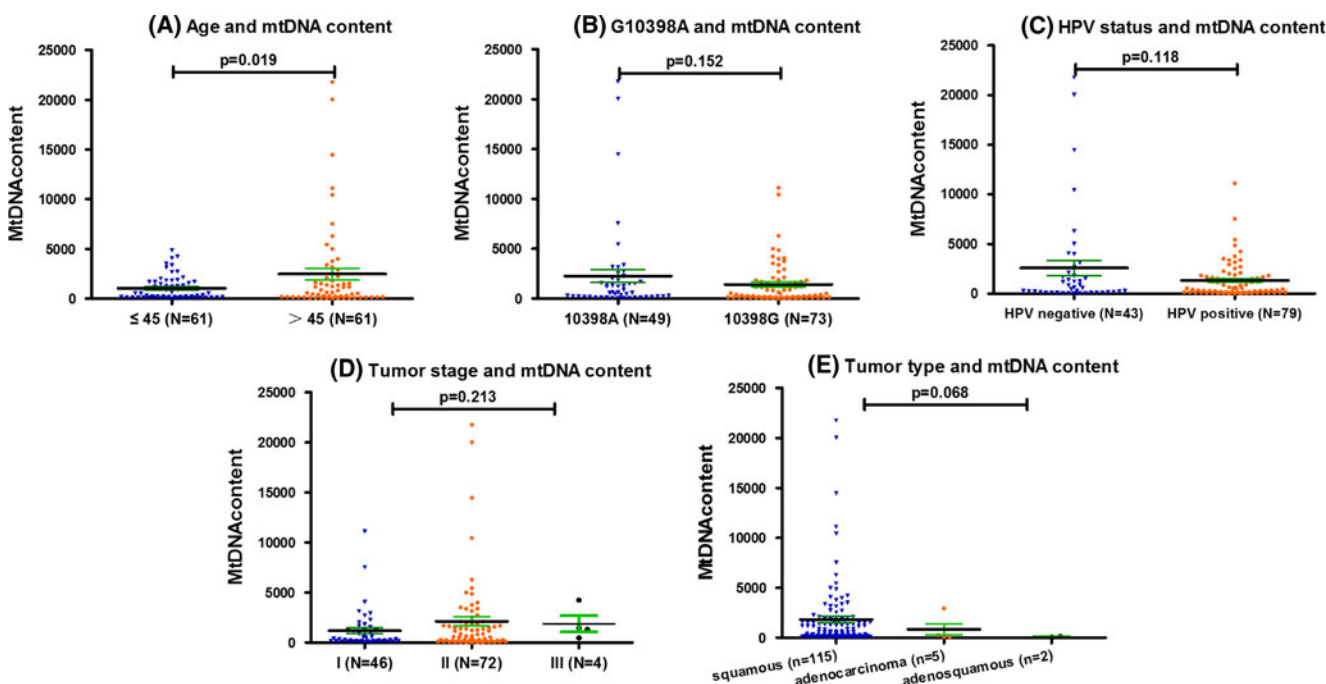 (A) Age and mtDNA content
p=0.019
MtDNAcontent
25000
20000
15000
10000
5000
0
≤ 45 (N=61)
> 45 (N=61)
(B) G10398A and mtDNA content
p=0.152
MtDNAcontent
25000
20000
15000
10000
5000
0
10398A (N=49)
10398G (N=73)
(C) HPV status and mtDNA content
p=0.118
MtDNAcontent
25000
20000
15000
10000
5000
0
HPV negative (N=43)
HPV positive (N=79)
(D) Tumor stage and mtDNA content
p=0.213
MtDNAcontent
25000
20000
15000
10000
5000
0
I (N=46)
II (N=72)
III (N=4)
(E) Tumor type and mtDNA content
p=0.068
MtDNAcontent
25000
20000
15000
10000
5000
0
squamous (n=115)
adenocarcinoma (n=5)
adenosquamous (n=2)